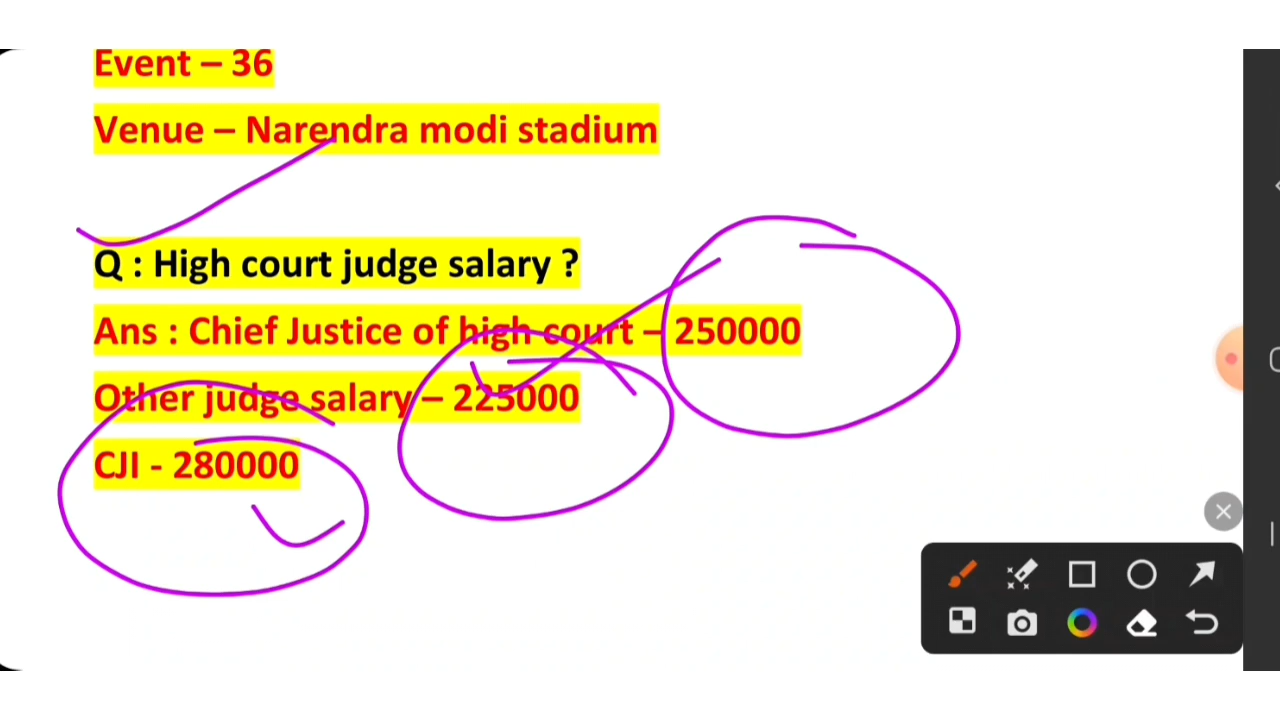 Event – 36
Venue – Narendra modi stadium
Q : High court judge salary ?
Ans : Chief Justice of high court – 250000
Other judge salary – 225000
CJI - 280000